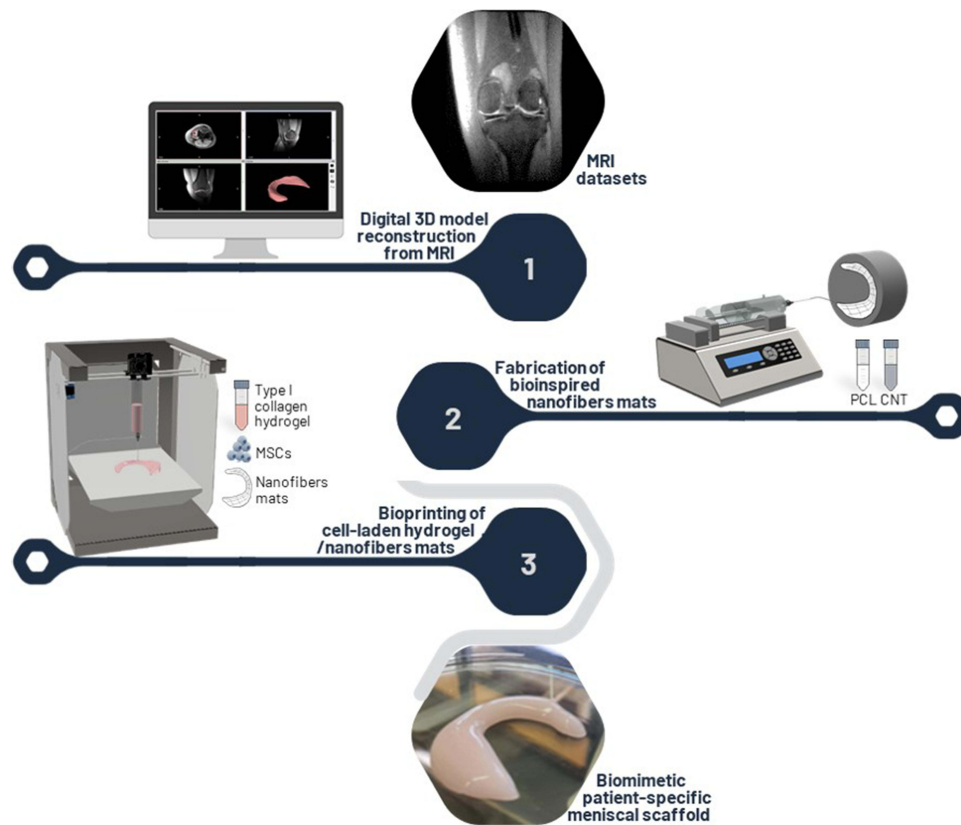 MRI
datasets
Digital 3D model
reconstruction
from MRI
1
Fabrication of
bioinspired
nanofibers mats
2
PCL CNT
Type I
collagen
hydrogel
MSCs
Nanofibers
mats
Bioprinting of
cell-laden hydrogel
/nanofibers mats
3
Biomimetic
patient-specific
meniscal scaffold